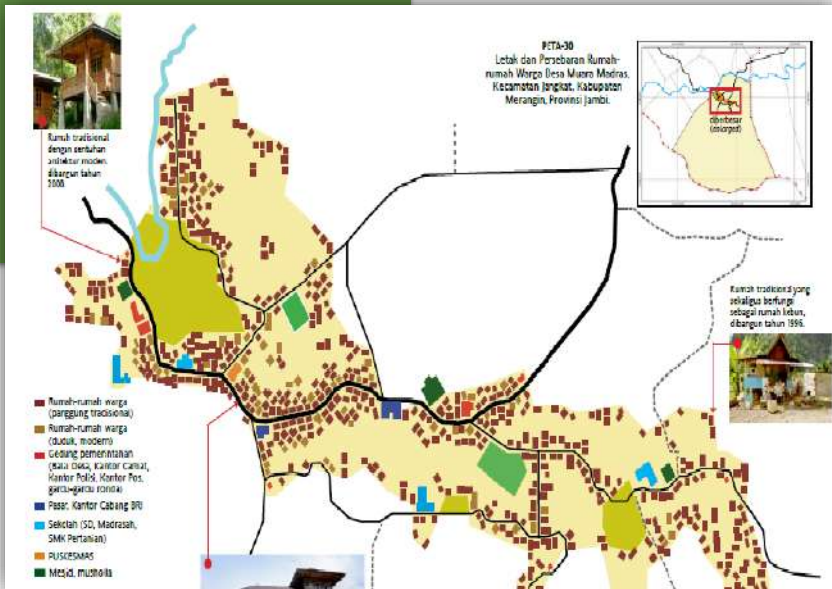 PETA-30
Letak dan Persebaran Rumah-
rumah Warga Desa Muara Madras,
Kecamatan Jangkat, Kabupaten
Merangin, Provinsi Jambi.
diperbesar
(enlarged)
Rumah tradisional
dengan sentuhan
arsitektur moderen
dibangun tahun
2008.
Rumah tradisional yang
sekaligus berfungsi
sebagai rumah kebun,
dibangun tahun 1996.
Rumah-rumah warga
(panggung tradisional)
Rumah-rumah warga
(duduk, modern)
Gedung pemerintahan
(Balai Desa, Kantor Camat,
Kantor Polisi, Kantor Pos,
gardu-gardu ronda)
Pasar, Kantor Cabang BRI
Sekolah (SD, Madrasah,
SMK Pertanian)
PUSKESMAS
Mesjid, musholla